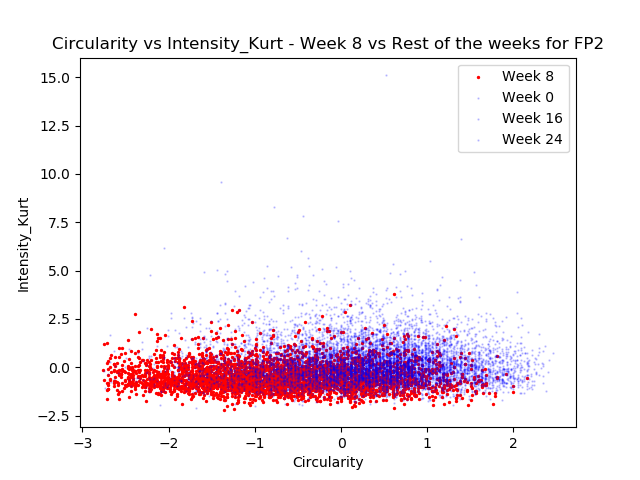 Circularity vs Intensity_Kurt - Week 8 vs Rest of the weeks for FP2
Week 8
Week 0
Week 16
Week 24
15.0
12.5
10.0
7.5
5.0
2.5
0.0
−2.5
Intensity_Kurt
−3 −2 −1 0 1 2
Circularity